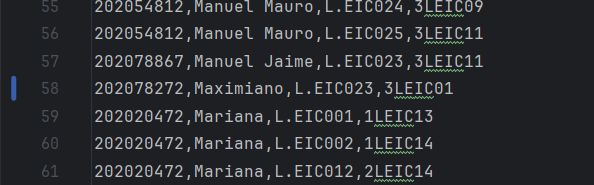 55 202054812,Manuel Mauro,L.EIC024,3LEIC09
56 202054812,Manuel Mauro,L.EIC025,3LEIC11
57 202078867,Manuel Jaime,L.EIC023,3LEIC11
58 202078272,Maximiano,L.EIC023,3LEIC01
59 202020472,Mariana,L.EIC001,1LEIC13
60 202020472,Mariana,L.EIC002,1LEIC14
61 202020472,Mariana,L.EIC012,2LEIC14